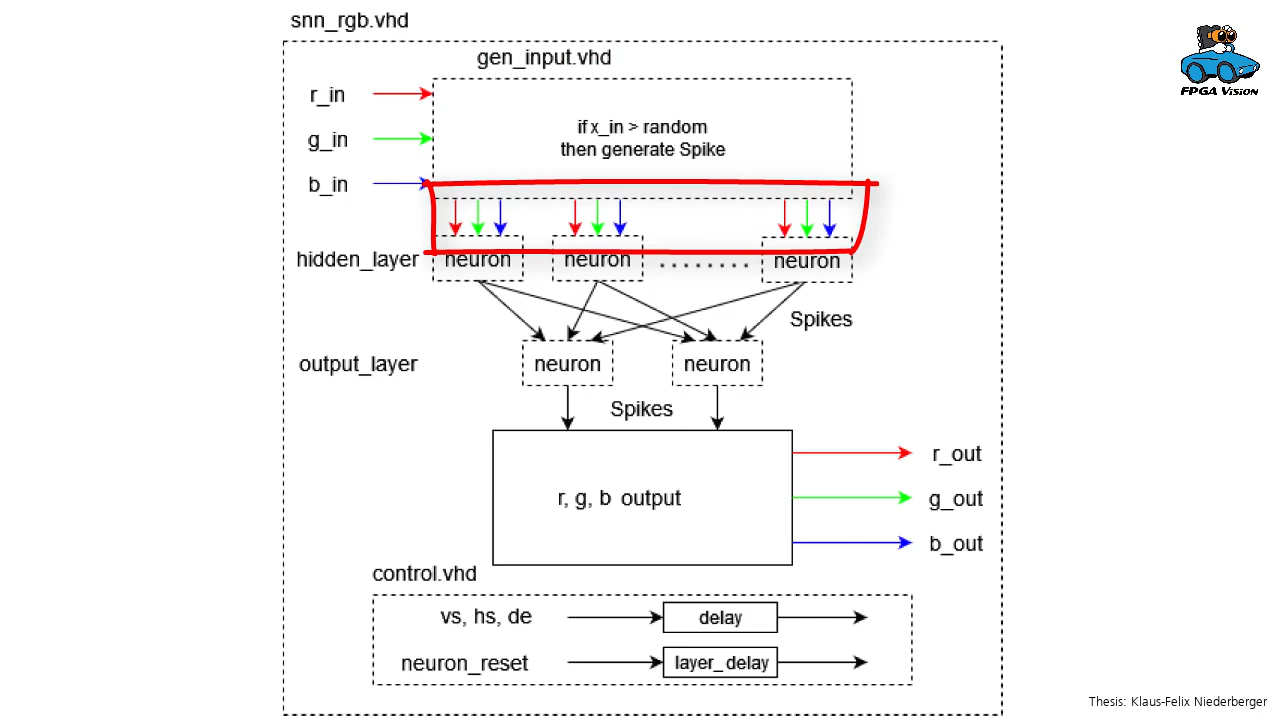 snn_rgb.vhd
gen_input.vhd
FPGA VISION
r_in
g_in
b_in
if x_in > random
then generate Spike
hidden_layer
neuron
neuron
........
neuron
Spikes
output_layer
neuron
neuron
Spikes
r, g, b output
r_out
g_out
b_out
control.vhd
vs, hs, de
delay
neuron_reset
layer_delay
Thesis: Klaus-Felix Niederberger